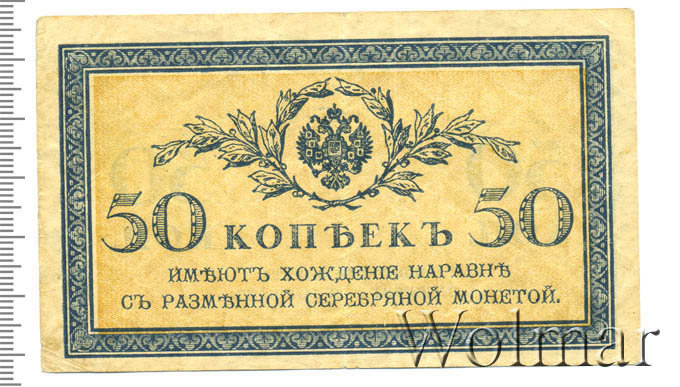 50 КОПѢЕКЪ 50
ИМѢЮТЪ ХОЖДЕНІЕ НАРАВНѢ
СЪ РАЗМѢННОЙ СЕРЕБРЯНОЙ МОНЕТОЙ.
Wolmar